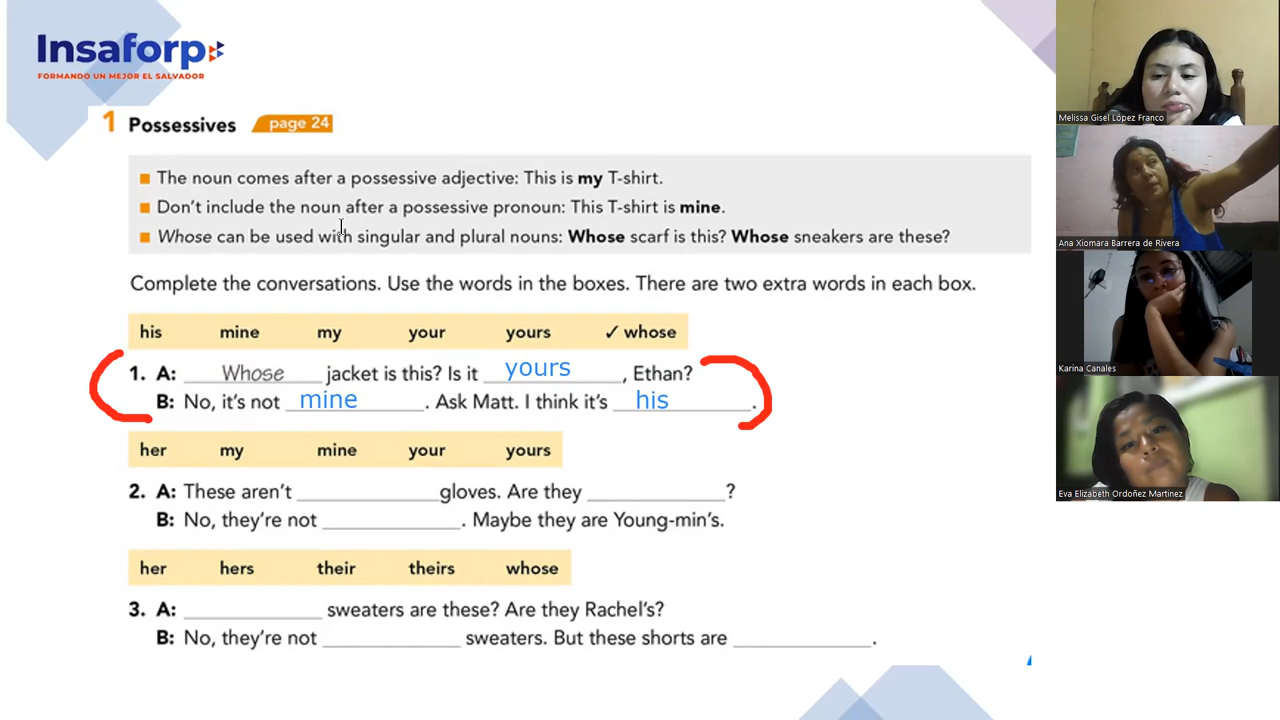 Insaforp
FORMANDO UN MEJOR EL SALVADOR
1 Possessives page 24
The noun comes after a possessive adjective: This is my T-shirt.
Don't include the noun after a possessive pronoun: This T-shirt is mine.
Whose can be used with singular and plural nouns: Whose scarf is this? Whose sneakers are these?
Complete the conversations. Use the words in the boxes. There are two extra words in each box.
his mine my your yours ✓ whose
1. A: Whose jacket is this? Is it yours, Ethan?
B: No, it's not mine. Ask Matt. I think it's his.
her my mine your yours
2. A: These aren't ____________ gloves. Are they ____________?
B: No, they're not ____________. Maybe they are Young-min's.
her hers their theirs whose
3. A: ____________ sweaters are these? Are they Rachel's?
B: No, they're not ____________ sweaters. But these shorts are ____________.
Melissa Gisel López Franco
Ana Xiomara Barrera de Rivera
Karina Canales
Eva Elizabeth Ordoñez Martinez